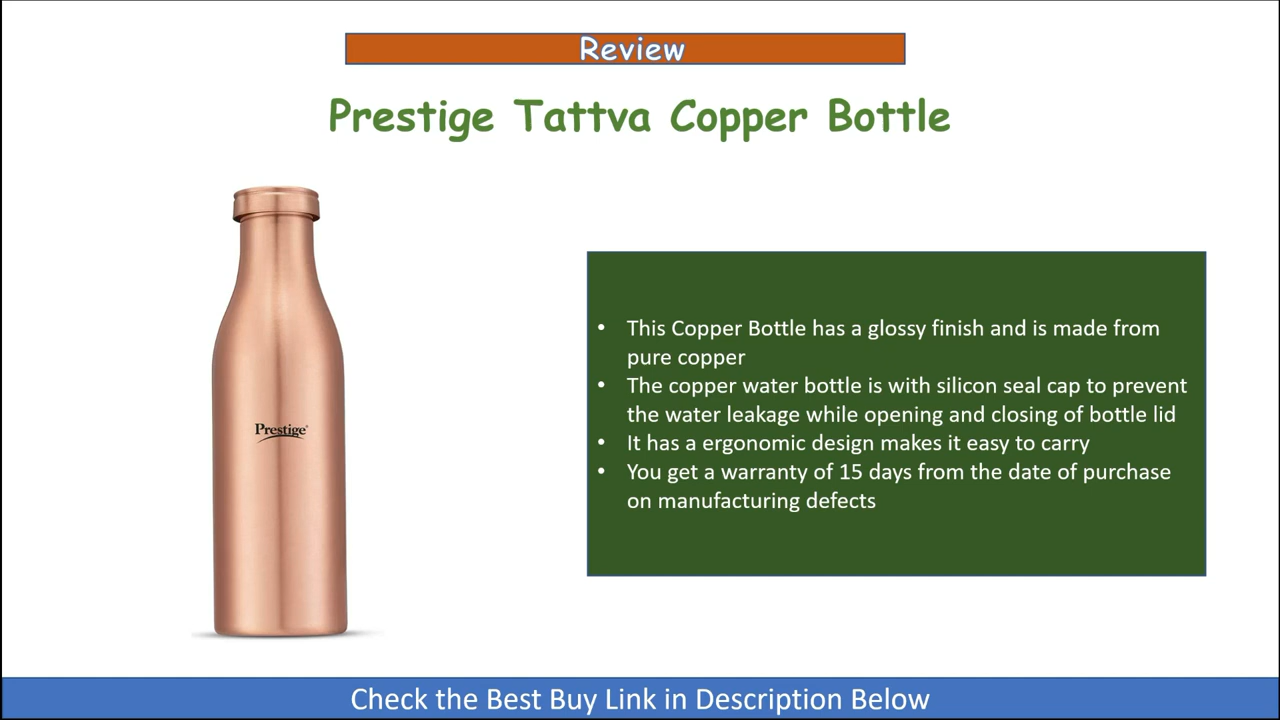 Review
Prestige Tattva Copper Bottle
Prestige
• This Copper Bottle has a glossy finish and is made from
pure copper
• The copper water bottle is with silicon seal cap to prevent
the water leakage while opening and closing of bottle lid
• It has a ergonomic design makes it easy to carry
• You get a warranty of 15 days from the date of purchase
on manufacturing defects
Check the Best Buy Link in Description Below